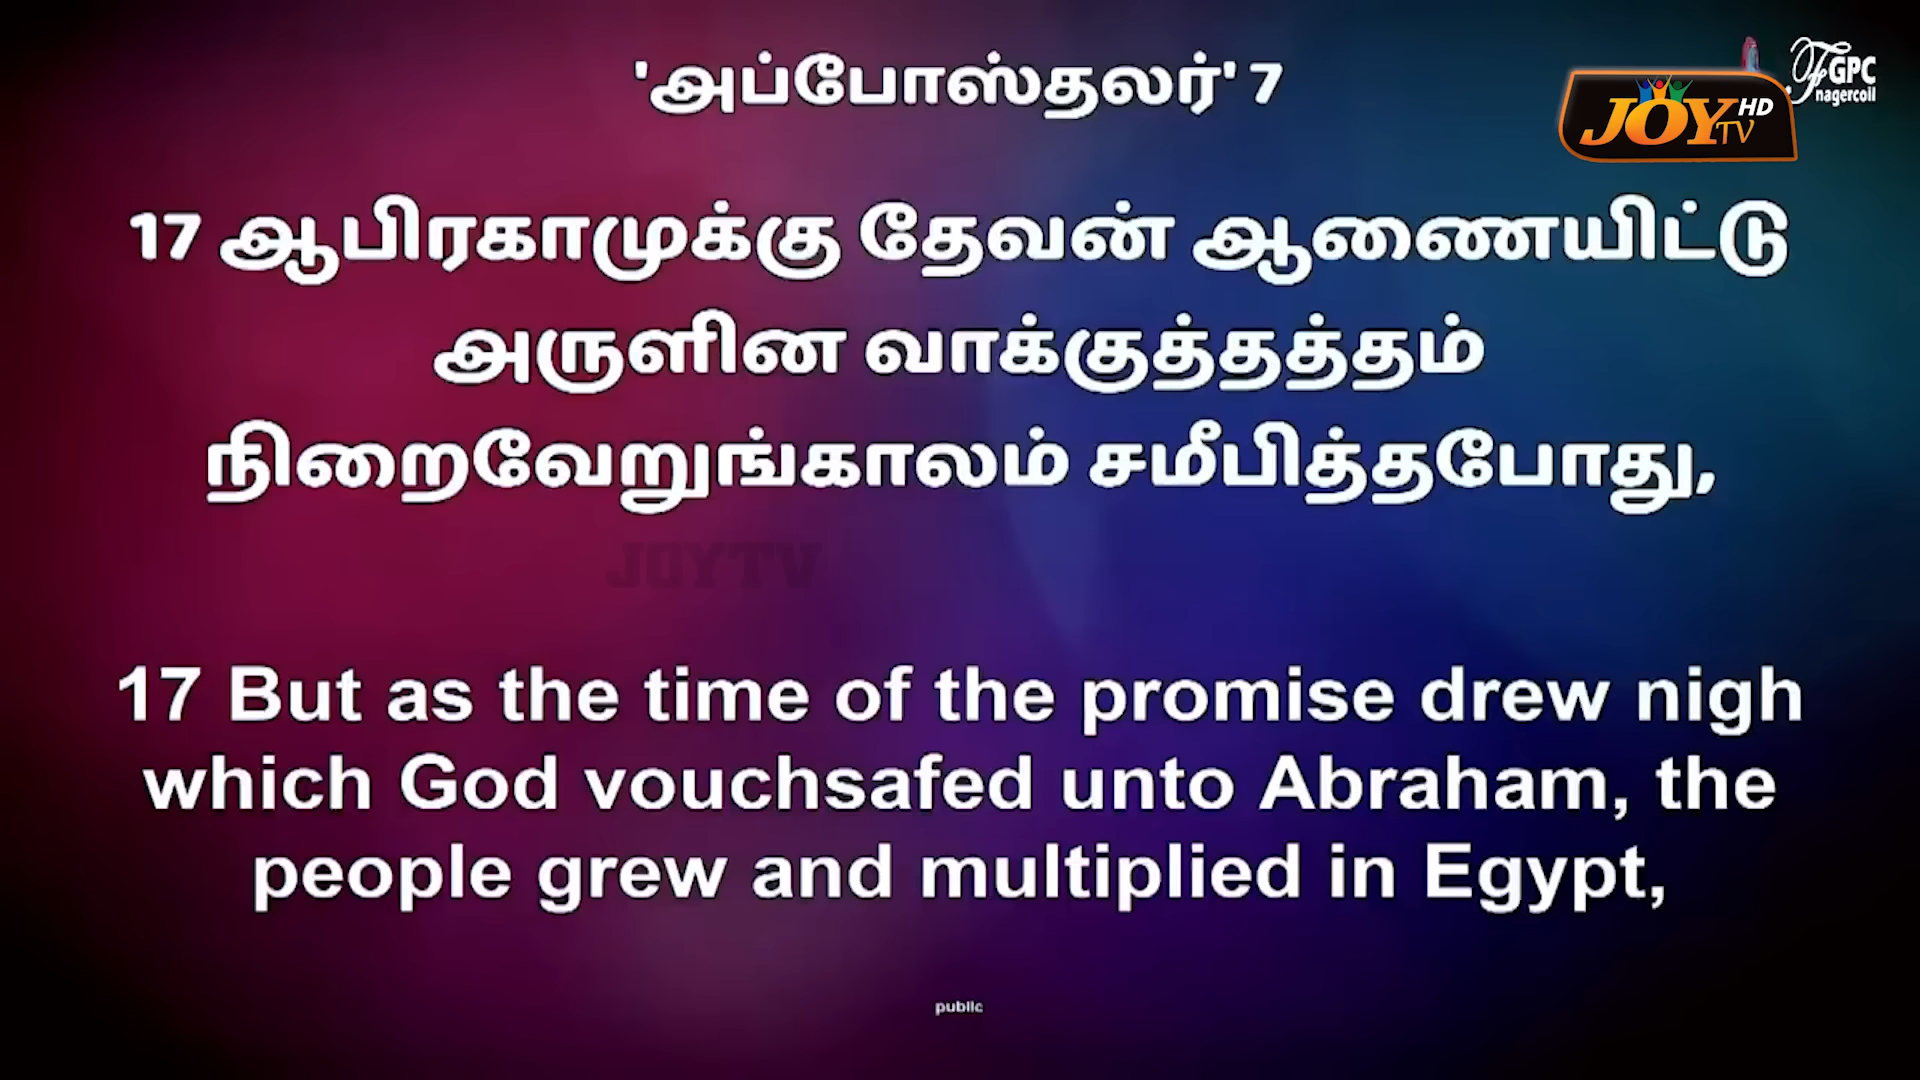 'அப்போஸ்தலர்' 7
GPC
nagercoil
JOY HD
TV
17 ஆபிரகாமுக்கு தேவன் ஆணையிட்டு
அருளின வாக்குத்தத்தம்
நிறைவேறுங்காலம் சமீபித்தபோது,
JOYTV
17 But as the time of the promise drew nigh
which God vouchsafed unto Abraham, the
people grew and multiplied in Egypt,
public